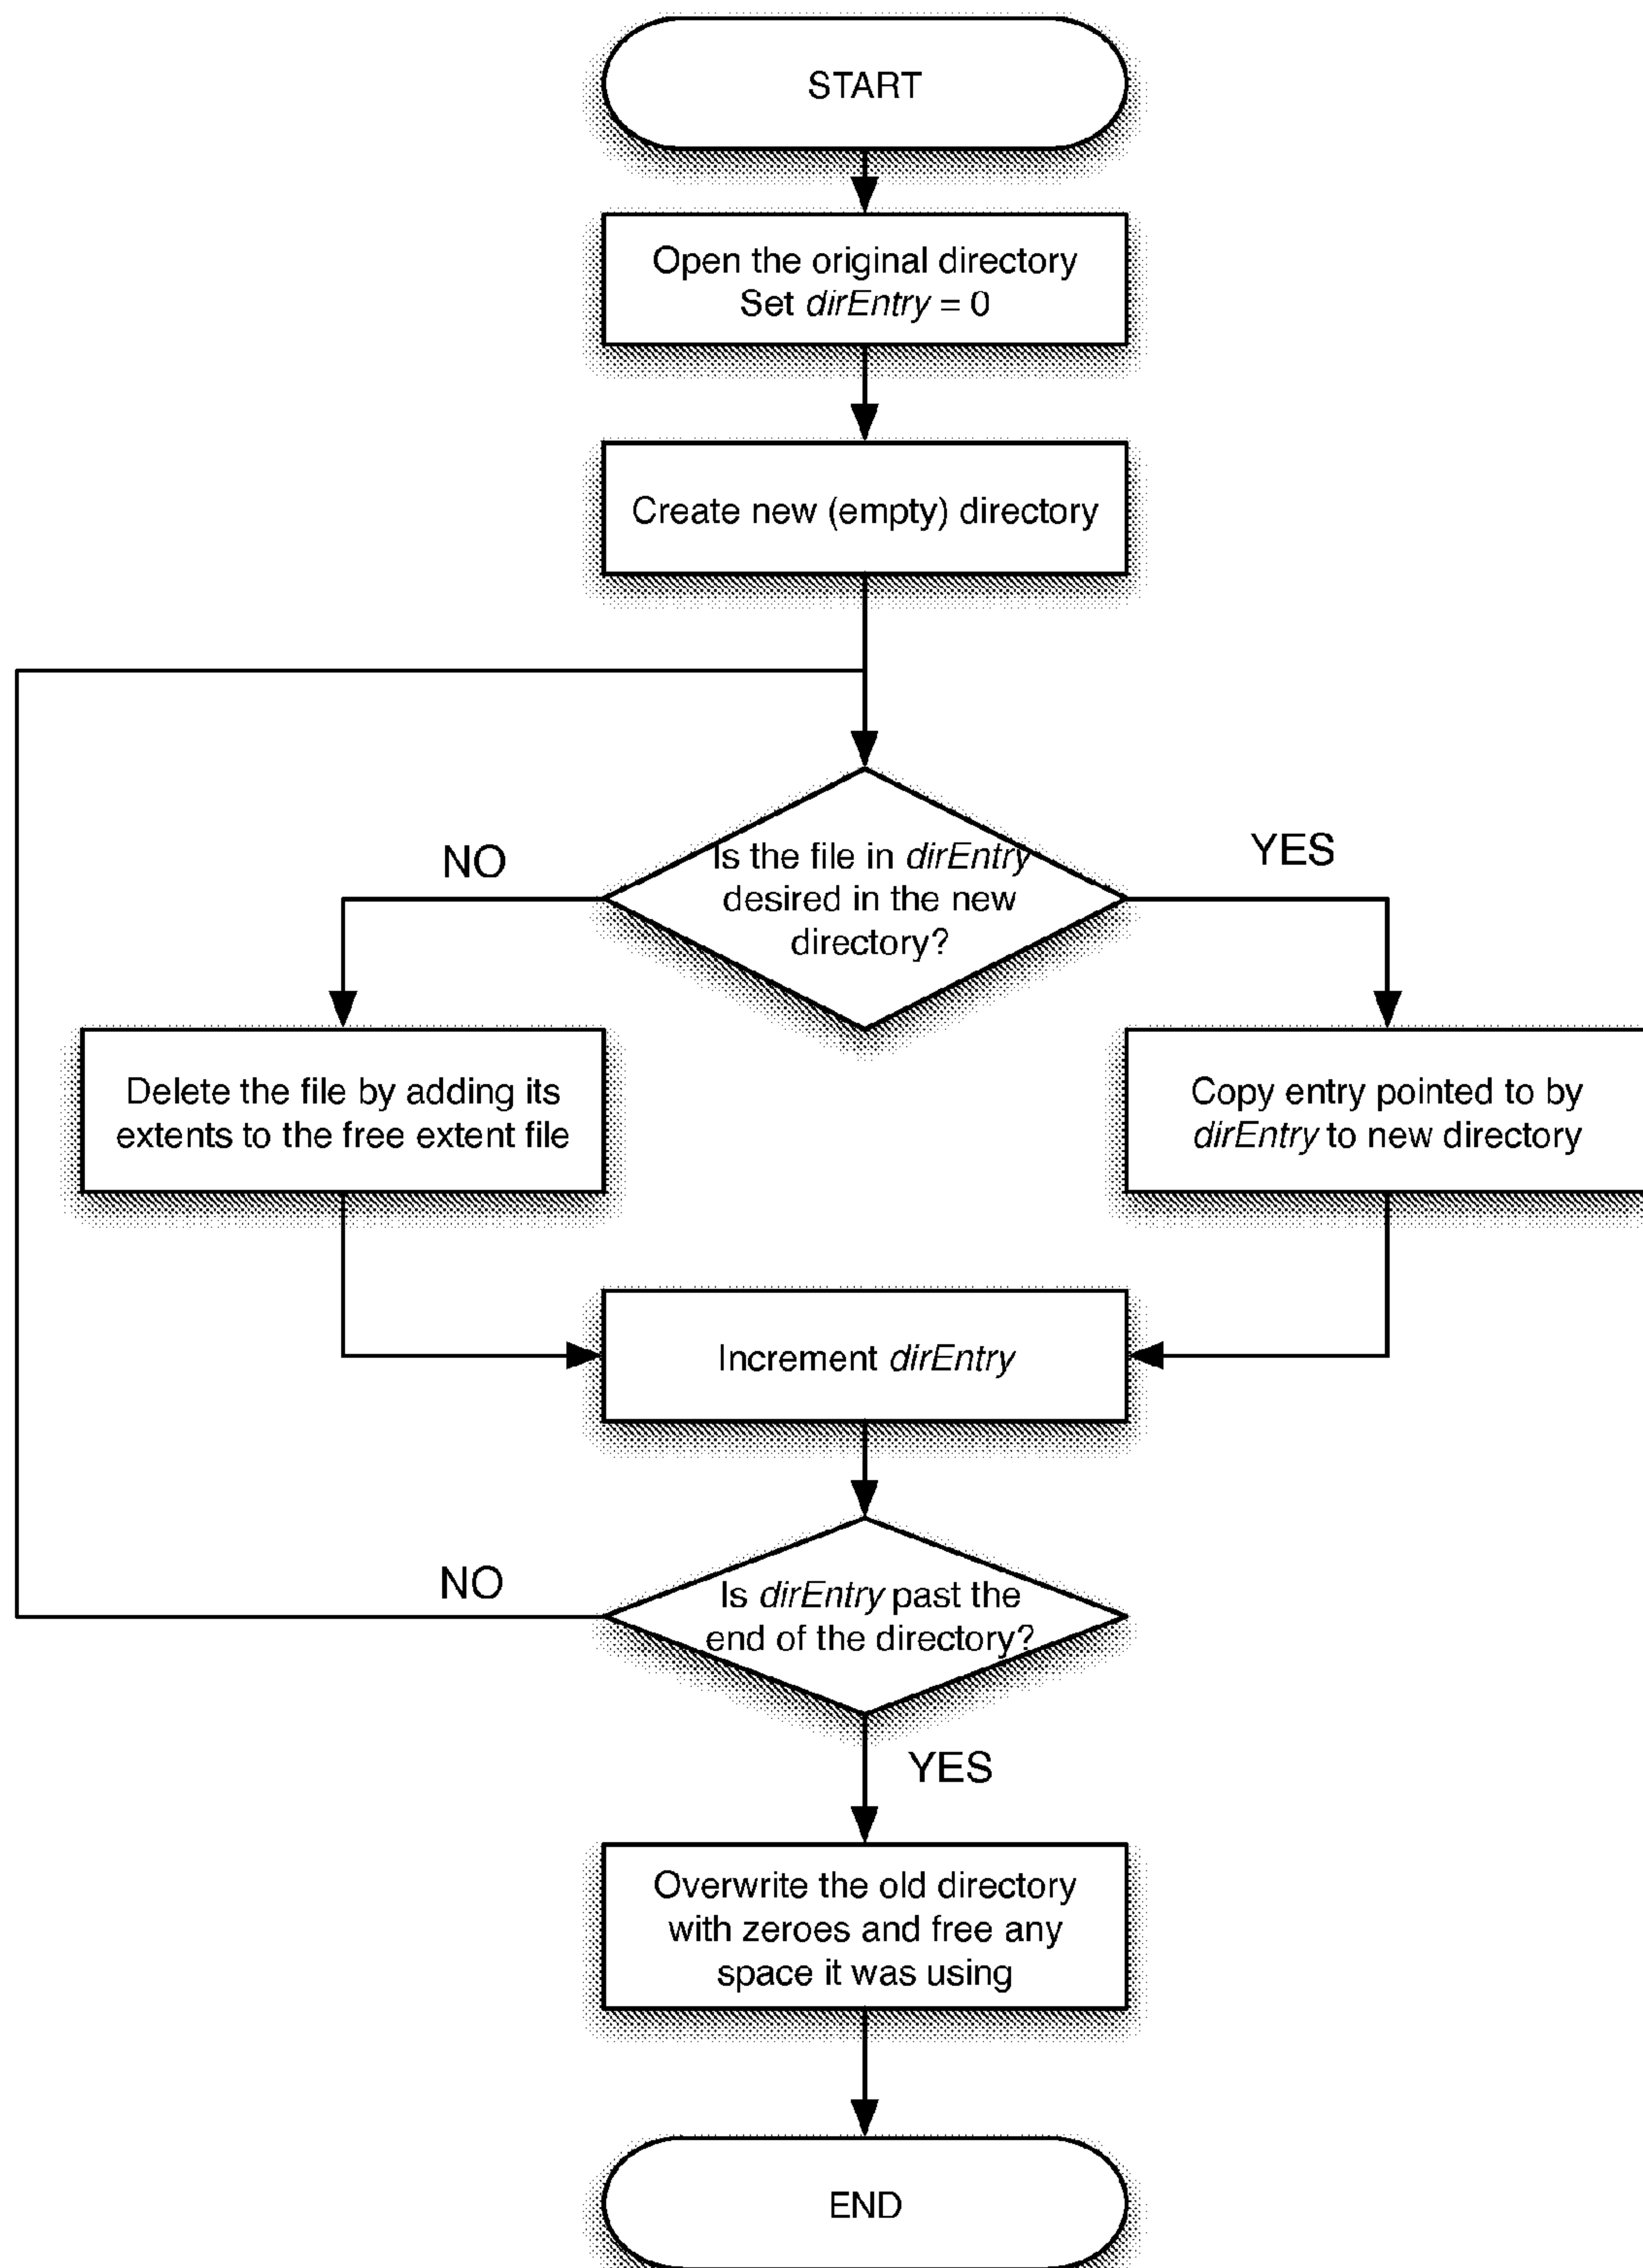 START
Open the original directory
Set dirEntry = 0
Create new (empty) directory
NO
YES
Is the file in dirEntry
desired in the new
directory?
Delete the file by adding its
extents to the free extent file
Copy entry pointed to by
dirEntry to new directory
Increment dirEntry
NO
Is dirEntry past the
end of the directory?
YES
Overwrite the old directory
with zeroes and free any
space it was using
END